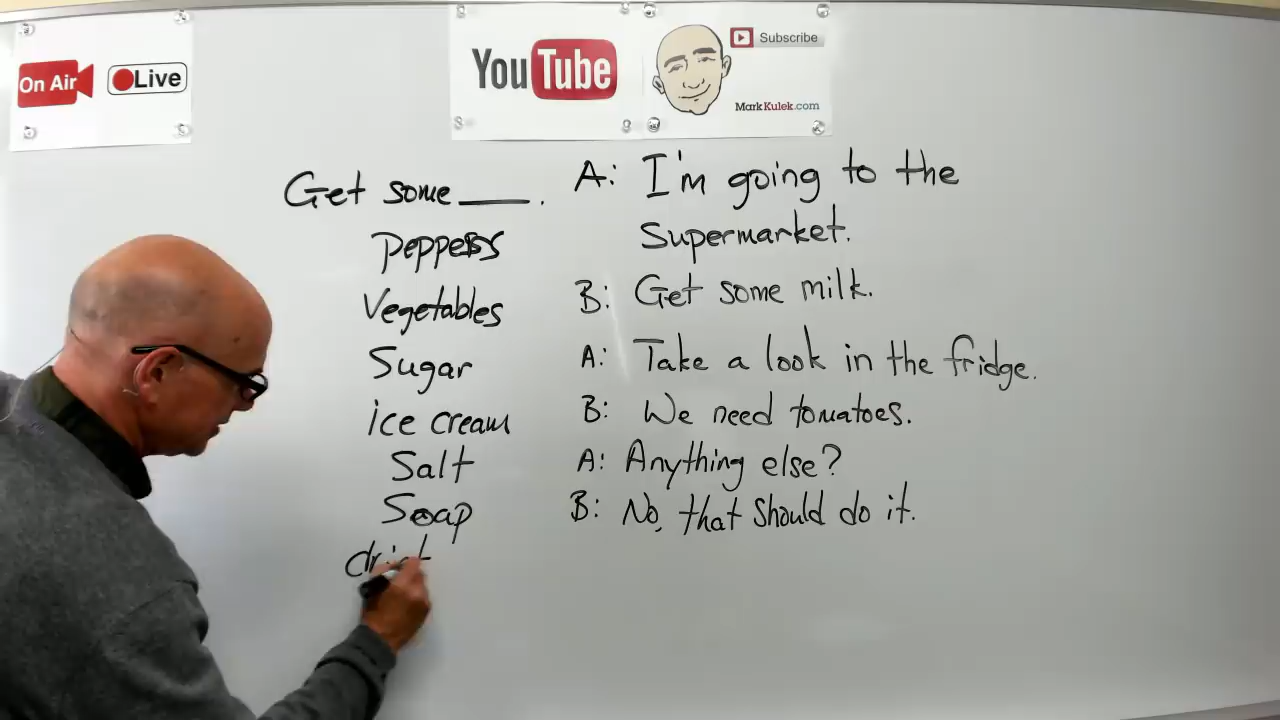 On Air
Live
YouTube
Subscribe
MarkKulek.com
Get some ___.
peppers
Vegetables
Sugar
ice cream
Salt
Soap
A: I'm going to the
Supermarket.
B: Get some milk.
A: Take a look in the fridge.
B: We need tomatoes.
A: Anything else?
B: No, that should do it.